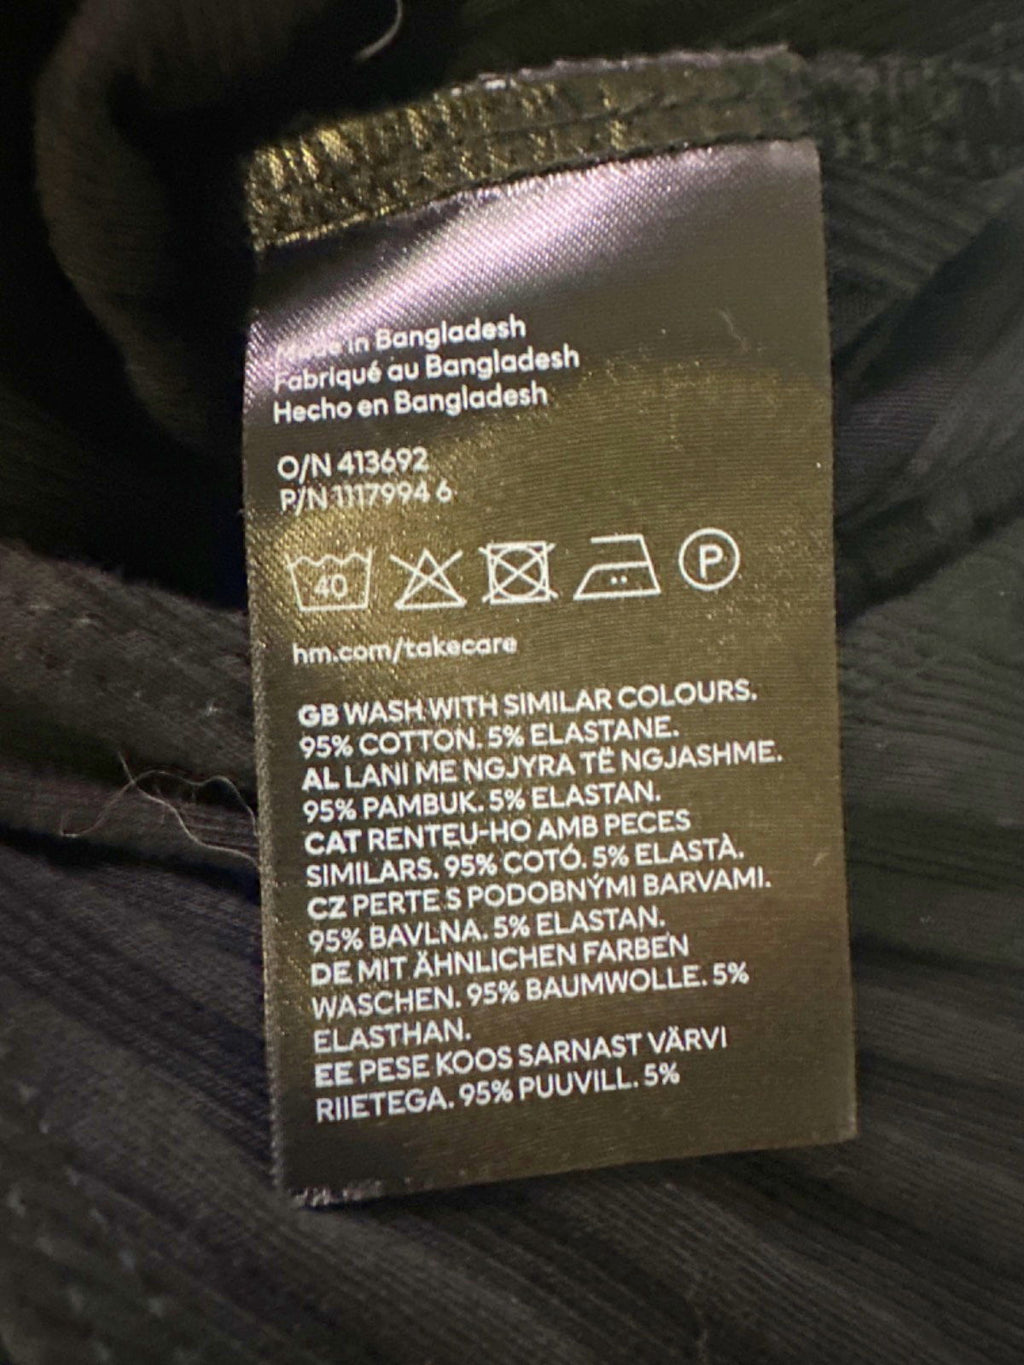 Made in Bangladesh
Fabriqué au Bangladesh
Hecho en Bangladesh
O/N 413692
P/N 1117994 6
40 P
hm.com/takecare
GB WASH WITH SIMILAR COLOURS.
95% COTTON. 5% ELASTANE.
AL LANI ME NGJYRA TË NGJASHME.
95% PAMBUK. 5% ELASTAN.
CAT RENTEU-HO AMB PECES
SIMILARS. 95% COTÓ. 5% ELASTÀ.
CZ PERTE S PODOBNÝMI BARVAMI.
95% BAVLNA. 5% ELASTAN.
DE MIT ÄHNLICHEN FARBEN
WASCHEN. 95% BAUMWOLLE. 5%
ELASTHAN.
EE PESE KOOS SARNAST VÄRVI
RIIETEGA. 95% PUUVILL. 5%